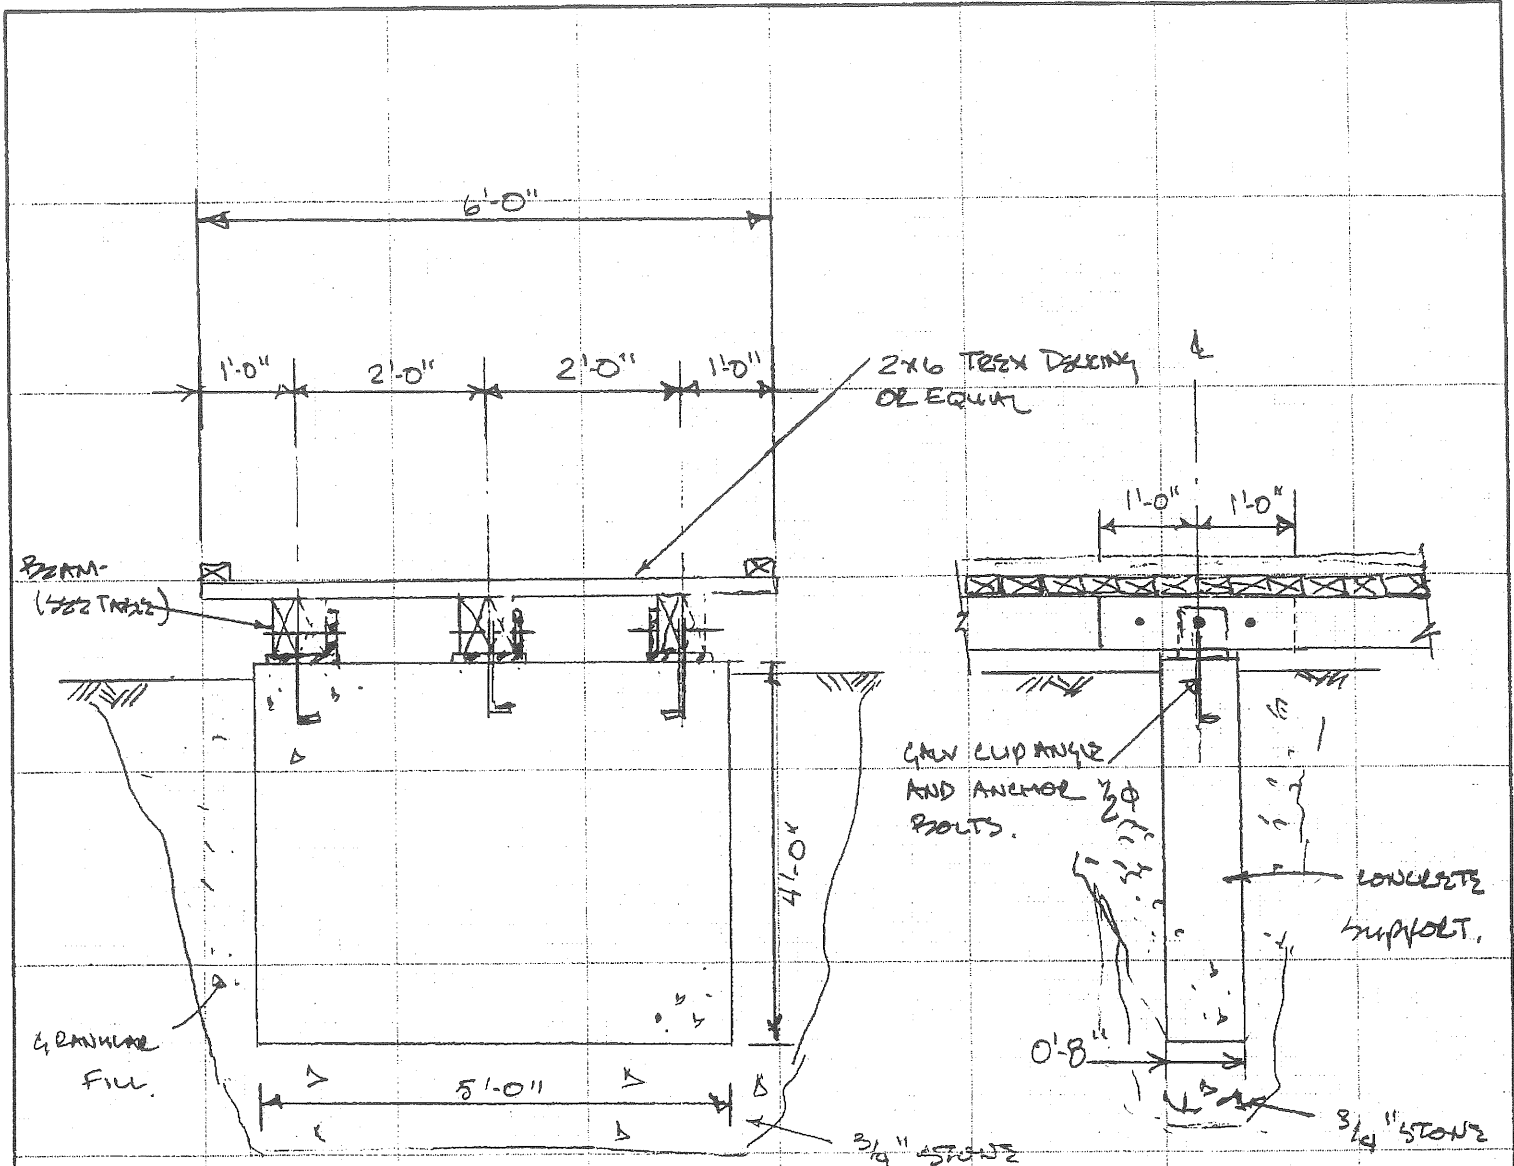 6'-0"
1'-0" 2'-0" 2'-0" 1'-0"
2x6 TREX DECKING
OR EQUAL
℄
1'-0" 1'-0"
BEAM-
(SEE TABLE)
GALV CLIP ANGLE
AND ANCHOR 1/2 Φ
BOLTS.
4'-0"
CONCRETE
SUPPORT.
GRANULAR
FILL.
0'-8"
5'-0"
3/4" STONE
3/4" STONE